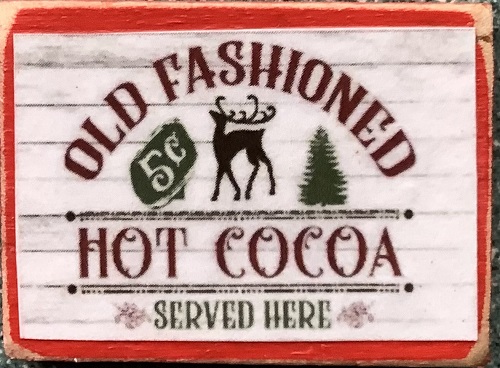 OLD FASHIONED
5¢
HOT COCOA
SERVED HERE